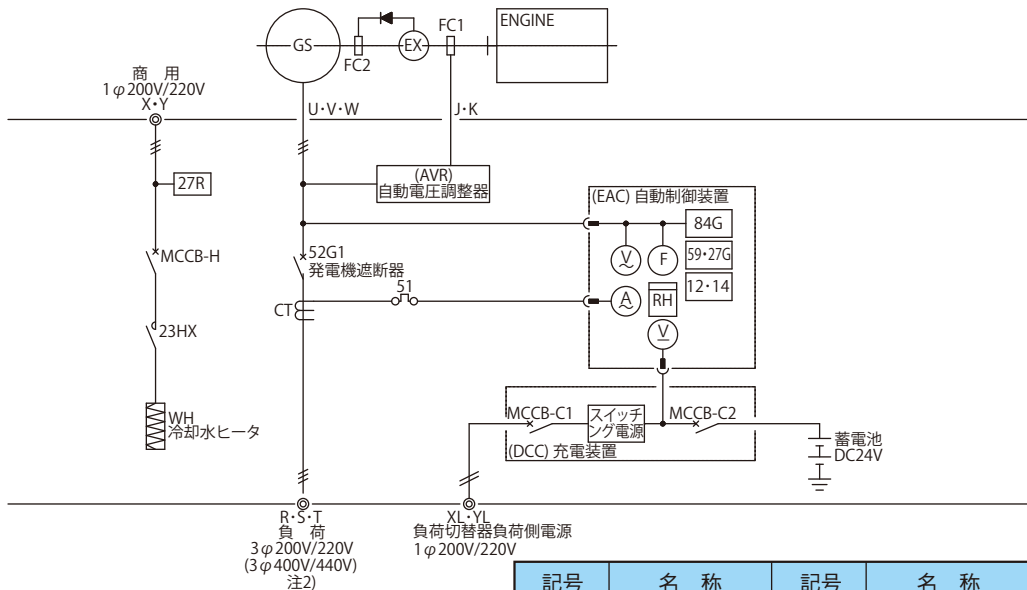 ENGINE
FC1
GS
EX
FC2
商 用
1φ200V/220V
X・Y
U・V・W
J・K
27R
(AVR)
自動電圧調整器
(EAC) 自動制御装置
84G
V
F
59・27G
MCCB-H
52G1
発電機遮断器
51
12・14
A
RH
CT
V
23HX
WH
冷却水ヒータ
MCCB-C1
スイッチ
ング電源
MCCB-C2
(DCC) 充電装置
蓄電池
DC24V
R・S・T
負 荷
3φ200V/220V
(3φ400V/440V)
注2)
XL・YL
負荷切替器負荷側電源
1φ200V/220V
記号 名 称 記号 名 称